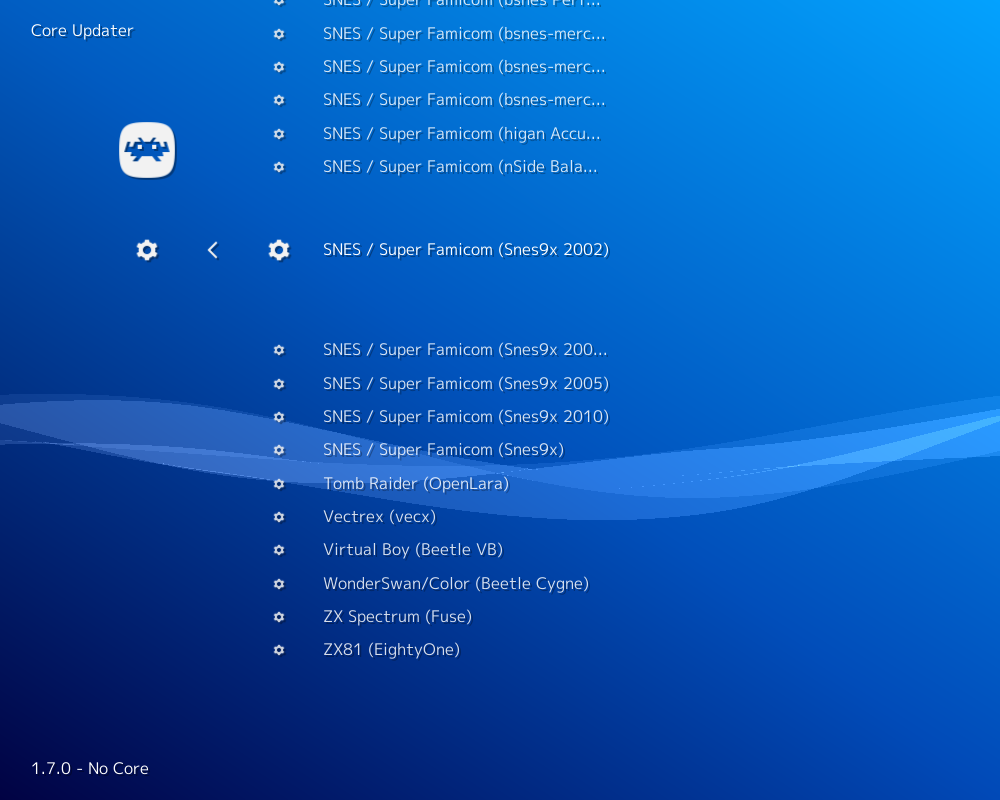 SNES / Super Famicom (bsnes Perf...
Core Updater
SNES / Super Famicom (bsnes-merc...
SNES / Super Famicom (bsnes-merc...
SNES / Super Famicom (bsnes-merc...
SNES / Super Famicom (higan Accu...
SNES / Super Famicom (nSide Bala...
SNES / Super Famicom (Snes9x 2002)
SNES / Super Famicom (Snes9x 200...
SNES / Super Famicom (Snes9x 2005)
SNES / Super Famicom (Snes9x 2010)
SNES / Super Famicom (Snes9x)
Tomb Raider (OpenLara)
Vectrex (vecx)
Virtual Boy (Beetle VB)
WonderSwan/Color (Beetle Cygne)
ZX Spectrum (Fuse)
ZX81 (EightyOne)
1.7.0 - No Core